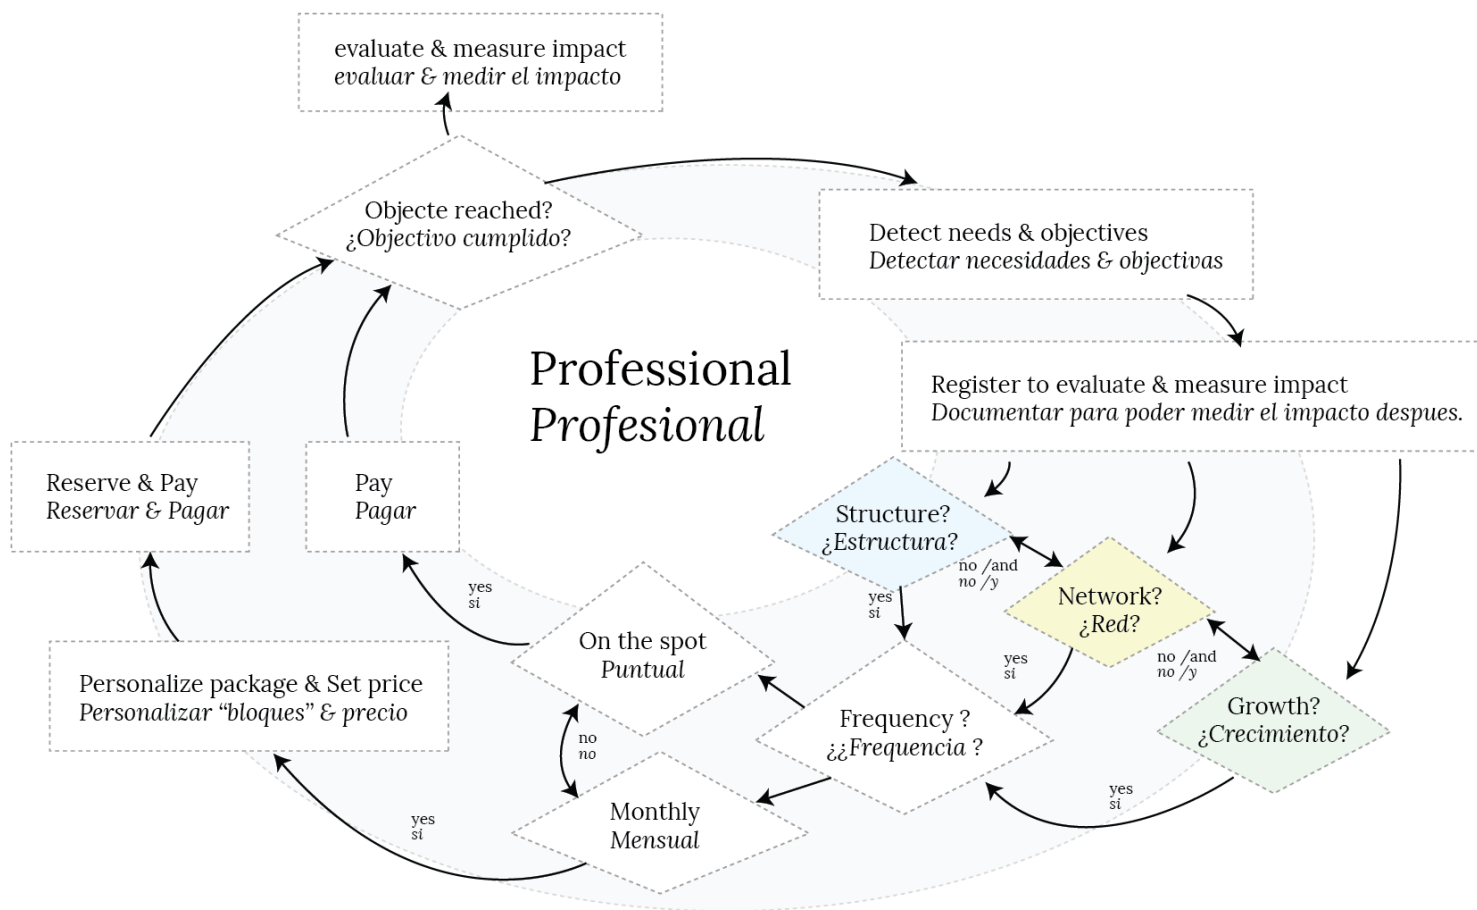 evaluate & measure impact
evaluar & medir el impacto
Objecte reached?
¿Objectivo cumplido?
Detect needs & objectives
Detectar necesidades & objectivas
Professional
Profesional
Register to evaluate & measure impact
Documentar para poder medir el impacto despues.
Reserve & Pay
Reservar & Pagar
Pay
Pagar
Structure?
¿Estructura?
no /and
no /y
yes
si
Network?
¿Red?
yes
si
no /and
no /y
yes
si
On the spot
Puntual
Personalize package & Set price
Personalizar “bloques” & precio
Frequency ?
¿¿Frequencia ?
Growth?
¿Crecimiento?
no
no
yes
si
Monthly
Mensual
yes
si